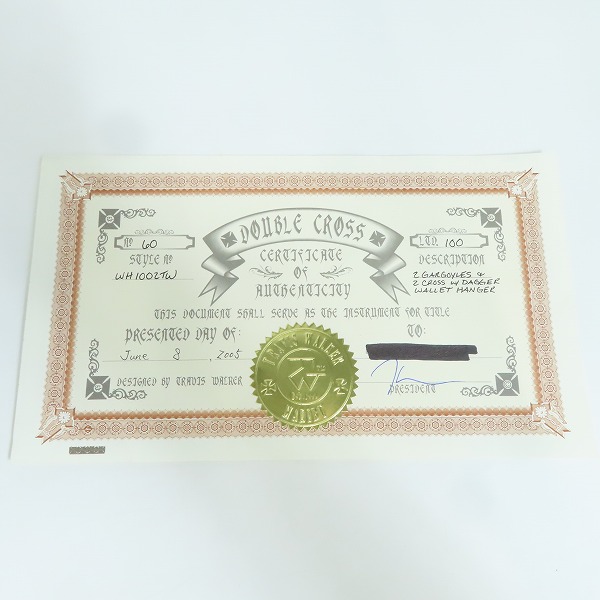 DOUBLE CROSS
Nº 60
STYLE Nº
WH1002TW
CERTIFICATE
OF
AUTHENTICITY
LTD. 100
DESCRIPTION
2 GARGOYLES &
2 CROSS W/ DAGGER
WALLET HANGER
THIS DOCUMENT SHALL SERVE AS THE INSTRUMENT FOR TITLE
PRESENTED DAY OF:
TO:
June 8, 2005
DESIGNED BY TRAVIS WALKER
PRESIDENT
TRAVIS WALKER
TW